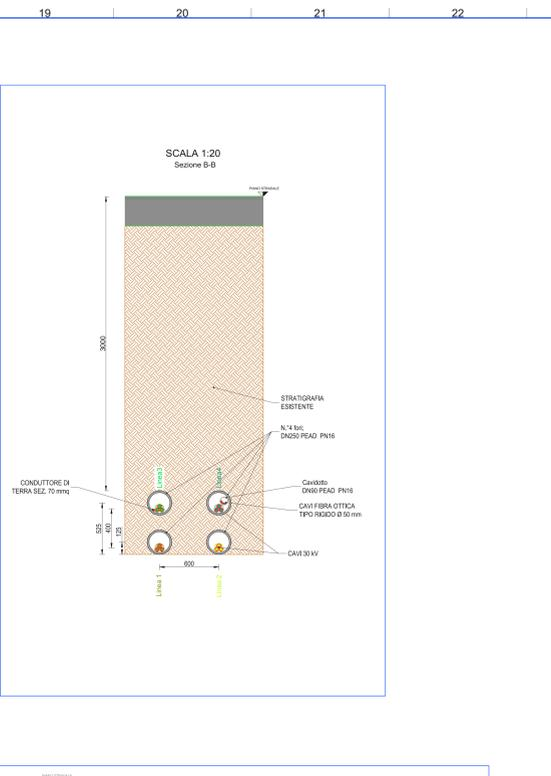 19 20 21 22
SCALA 1:20
Sezione B-B
PIANO STRADALE
3000
STRATIGRAFIA
ESISTENTE
N.°4 fori;
DN250 PEAD PN16
Linea3
Linea4
CONDUTTORE DI
TERRA SEZ. 70 mmq
Cavidotto
DN90 PEAD PN16
CAVI FIBRA OTTICA
TIPO RIGIDO Ø 50 mm
525
400
125
CAVI 30 kV
600
Linea 1
Linea 2